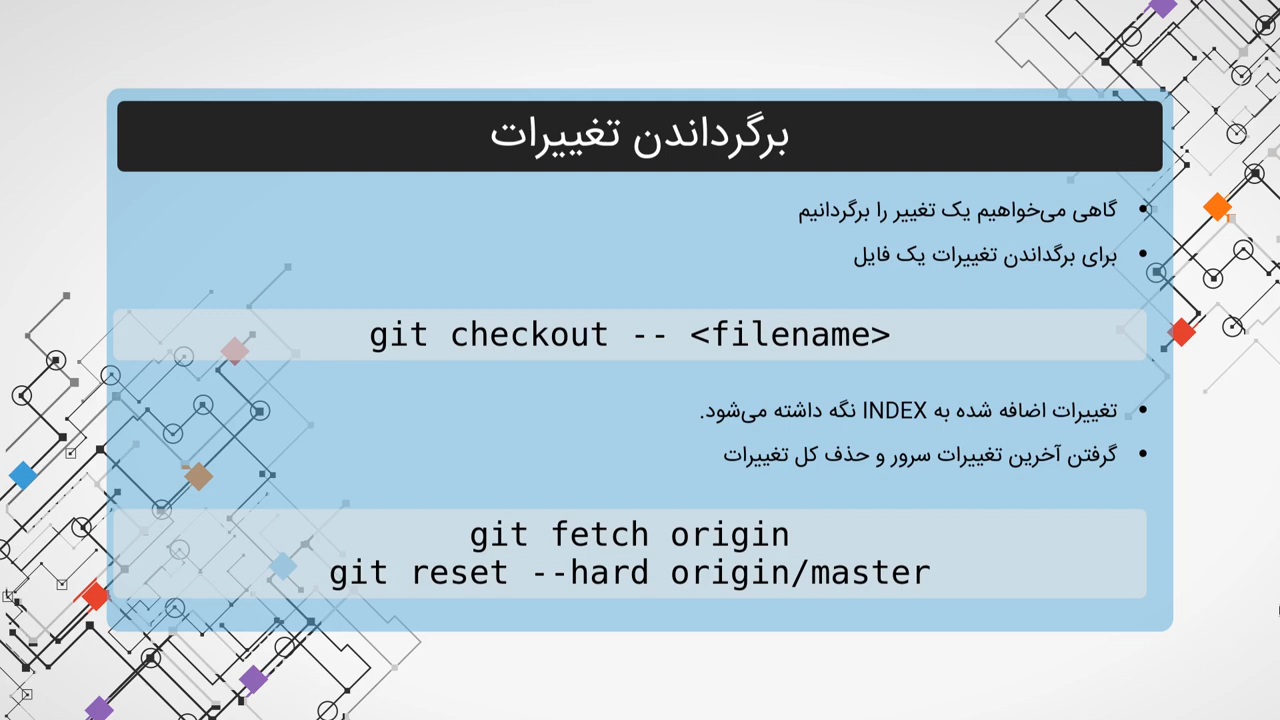 برگرداندن تغییرات
• گاهی می‌خواهیم یک تغییر را برگردانیم
• برای برگداندن تغییرات یک فایل
git checkout -- <filename>
• تغییرات اضافه شده به INDEX نگه داشته می‌شود.
• گرفتن آخرین تغییرات سرور و حذف کل تغییرات
git fetch origin
git reset --hard origin/master